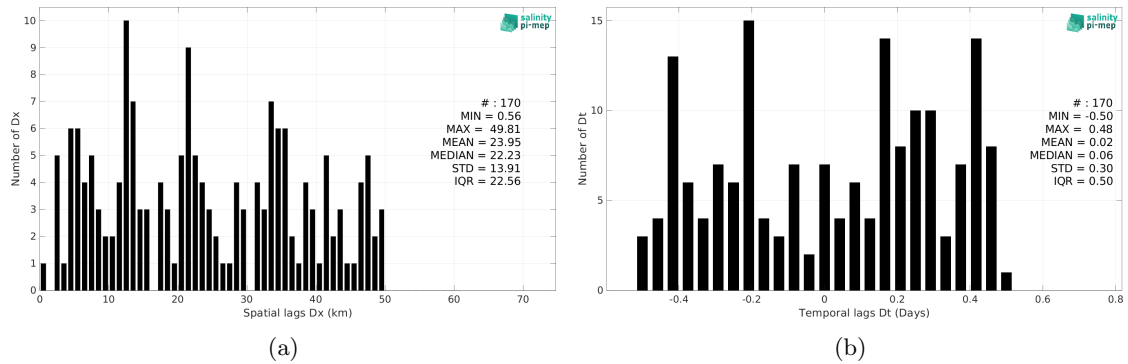 10
9
8
7
6
5
4
3
2
1
0
Number of Dx
0 10 20 30 40 50 60 70
Spatial lags Dx (km)
salinity
pi-mep
# : 170
MIN = 0.56
MAX = 49.81
MEAN = 23.95
MEDIAN = 22.23
STD = 13.91
IQR = 22.56
(a)
15
10
5
0
Number of Dt
-0.4 -0.2 0 0.2 0.4 0.6 0.8
Temporal lags Dt (Days)
salinity
pi-mep
# : 170
MIN = -0.50
MAX = 0.48
MEAN = 0.02
MEDIAN = 0.06
STD = 0.30
IQR = 0.50
(b)